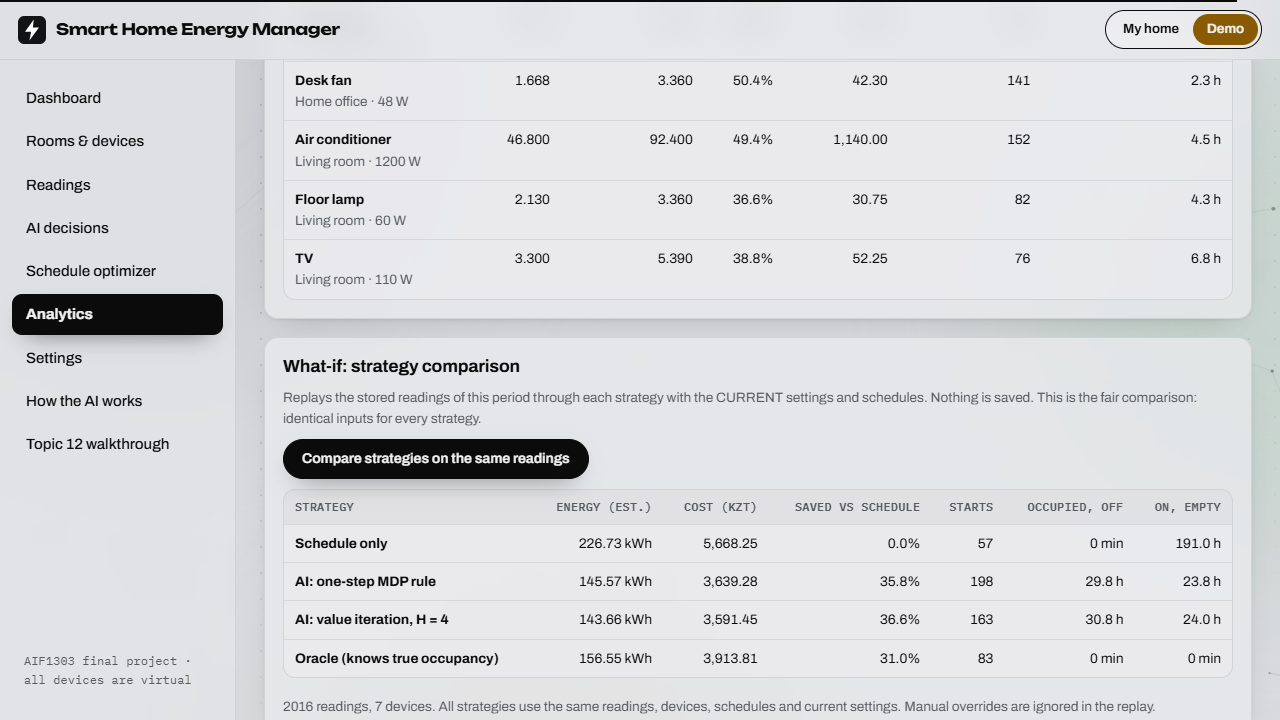 Smart Home Energy Manager
My home Demo
Dashboard
Rooms & devices
Readings
AI decisions
Schedule optimizer
Analytics
Settings
How the AI works
Topic 12 walkthrough
AIF1303 final project ·
all devices are virtual
Desk fan 1.668 3.360 50.4% 42.30 141 2.3 h
Home office · 48 W
Air conditioner 46.800 92.400 49.4% 1,140.00 152 4.5 h
Living room · 1200 W
Floor lamp 2.130 3.360 36.6% 30.75 82 4.3 h
Living room · 60 W
TV 3.300 5.390 38.8% 52.25 76 6.8 h
Living room · 110 W
What-if: strategy comparison
Replays the stored readings of this period through each strategy with the CURRENT settings and schedules. Nothing is saved. This is the fair comparison:
identical inputs for every strategy.
Compare strategies on the same readings
STRATEGY ENERGY (EST.) COST (KZT) SAVED VS SCHEDULE STARTS OCCUPIED, OFF ON, EMPTY
Schedule only 226.73 kWh 5,668.25 0.0% 57 0 min 191.0 h
AI: one-step MDP rule 145.57 kWh 3,639.28 35.8% 198 29.8 h 23.8 h
AI: value iteration, H = 4 143.66 kWh 3,591.45 36.6% 163 30.8 h 24.0 h
Oracle (knows true occupancy) 156.55 kWh 3,913.81 31.0% 83 0 min 0 min
2016 readings, 7 devices. All strategies use the same readings, devices, schedules and current settings. Manual overrides are ignored in the replay.